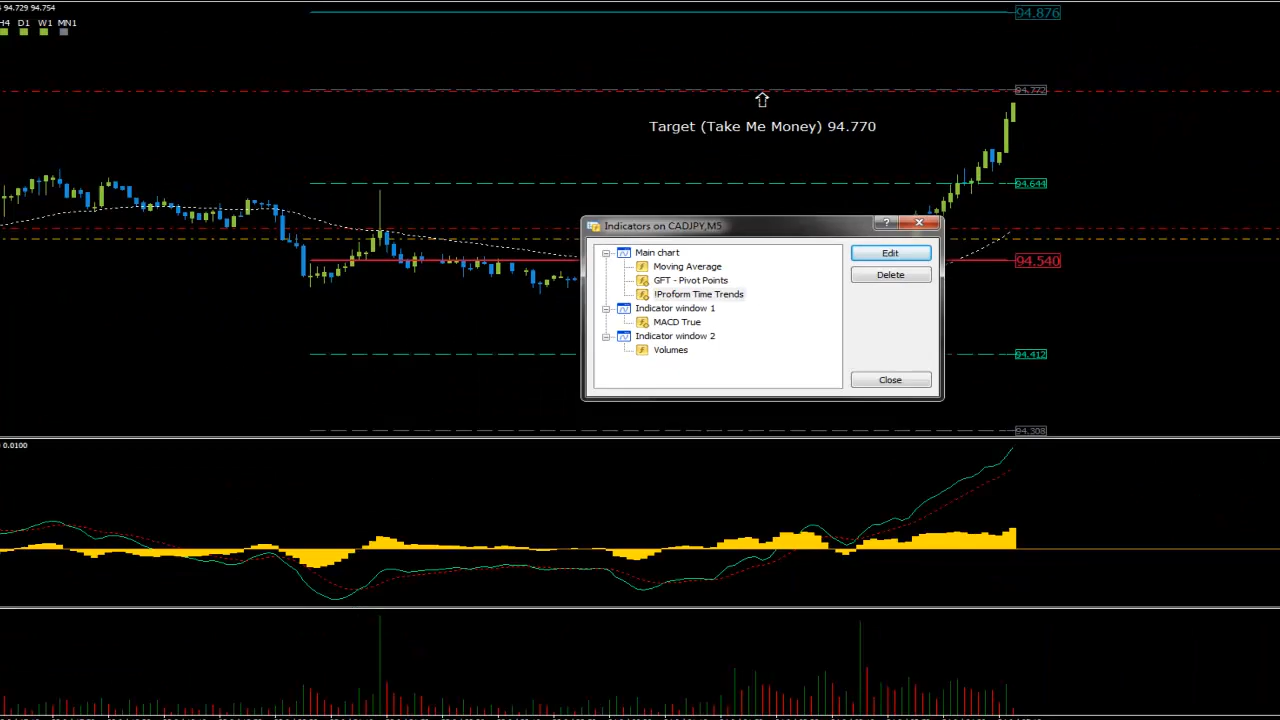 94.729 94.754
H4 D1 W1 MN1
94.876
94.772
Target (Take Me Money) 94.770
94.644
Indicators on CADJPY,M5
Main chart
Moving Average
GFT - Pivot Points
!Proform Time Trends
Indicator window 1
MACD True
Indicator window 2
Volumes
?
Edit
Delete
Close
94.540
94.412
94.308
0.0100